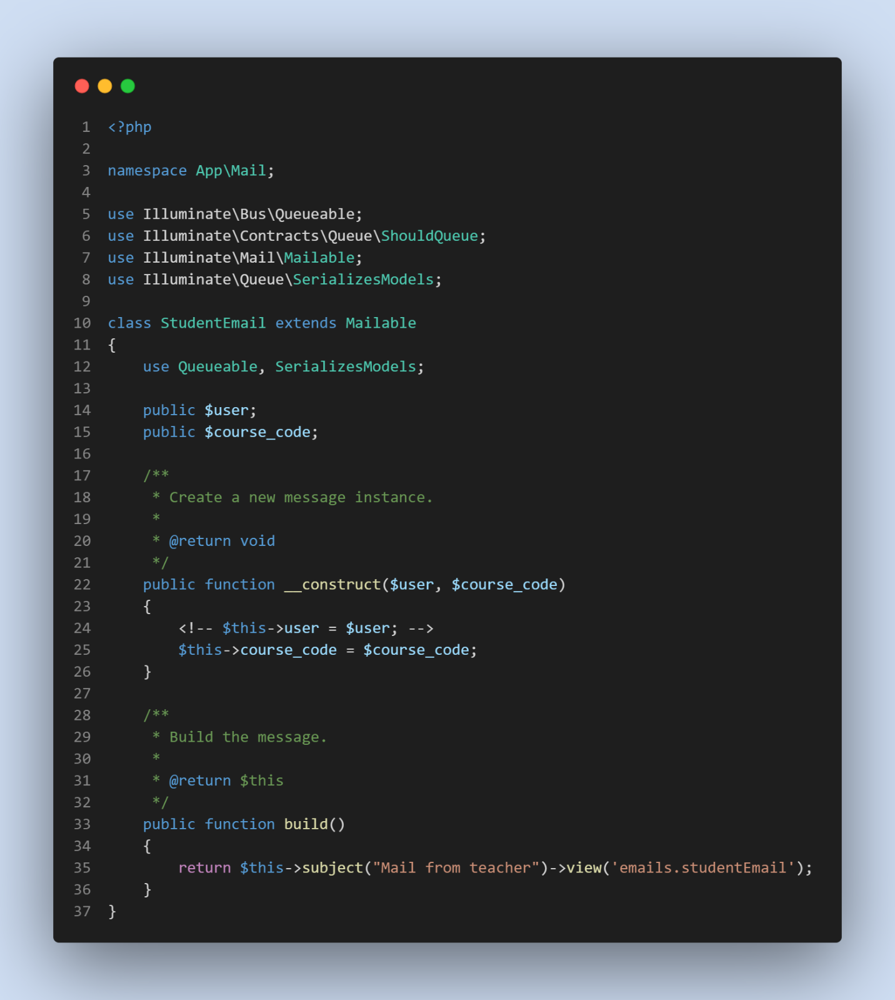 1 <?php
2
3 namespace App\Mail;
4
5 use Illuminate\Bus\Queueable;
6 use Illuminate\Contracts\Queue\ShouldQueue;
7 use Illuminate\Mail\Mailable;
8 use Illuminate\Queue\SerializesModels;
9
10 class StudentEmail extends Mailable
11 {
12     use Queueable, SerializesModels;
13
14     public $user;
15     public $course_code;
16
17     /**
18      * Create a new message instance.
19      *
20      * @return void
21      */
22     public function __construct($user, $course_code)
23     {
24         <!-- $this->user = $user; -->
25         $this->course_code = $course_code;
26     }
27
28     /**
29      * Build the message.
30      *
31      * @return $this
32      */
33     public function build()
34     {
35         return $this->subject("Mail from teacher")->view('emails.studentEmail');
36     }
37 }